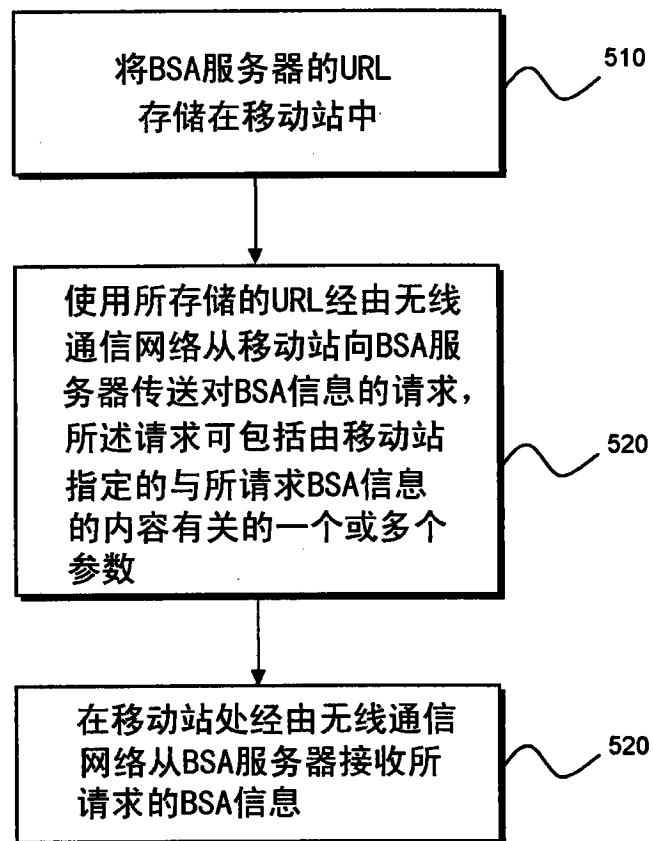 将BSA服务器的URL
存储在移动站中
510
使用所存储的URL经由无线
通信网络从移动站向BSA服
务器传送对BSA信息的请求，
所述请求可包括由移动站
指定的与所请求BSA信息
的内容有关的一个或多个
参数
520
在移动站处经由无线通信
网络从BSA服务器接收所
请求的BSA信息
520